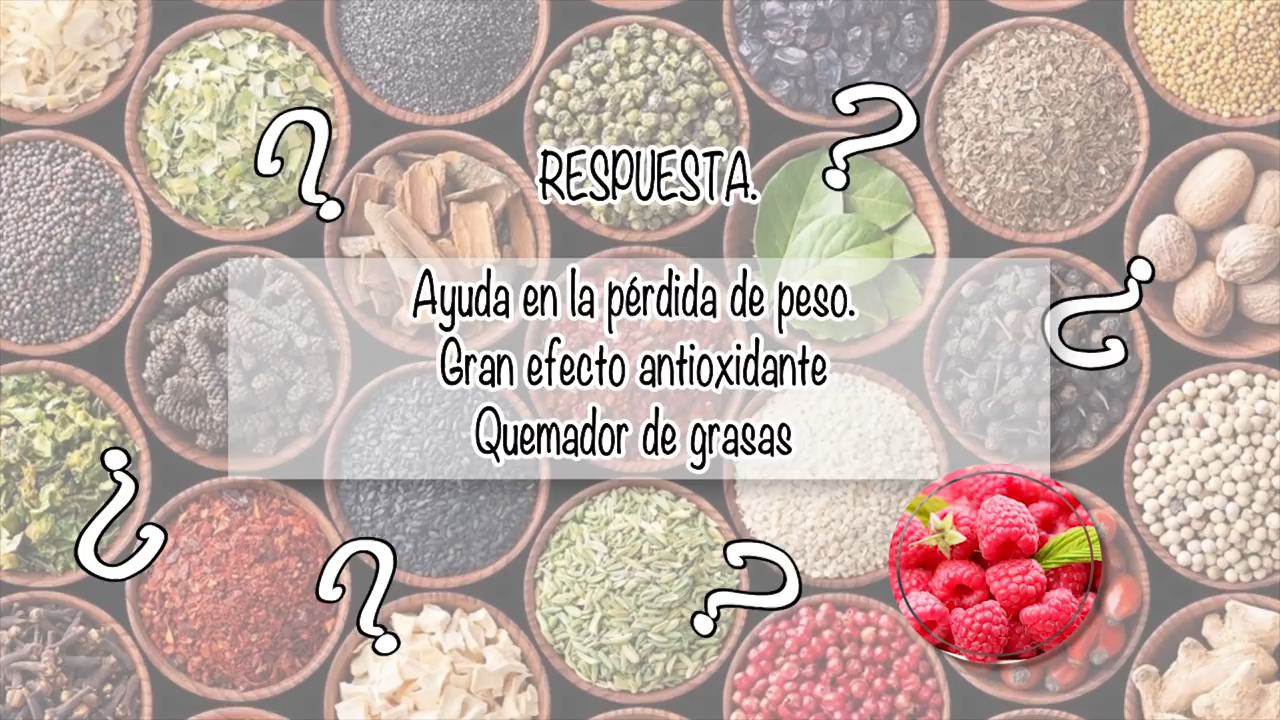 RESPUESTA.
Ayuda en la pérdida de peso.
Gran efecto antioxidante
Quemador de grasas